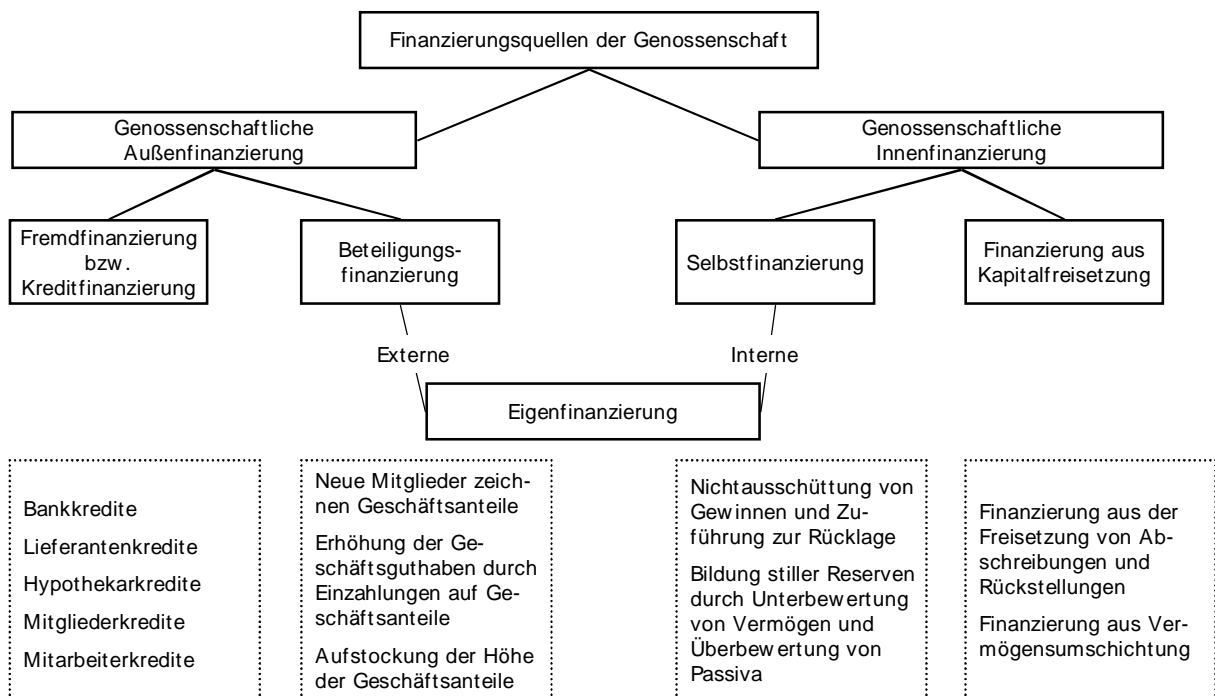 Finanzierungsquellen der Genossenschaft
Genossenschaftliche
Außenfinanzierung
Genossenschaftliche
Innenfinanzierung
Fremdfinanzierung
bzw.
Kreditfinanzierung
Beteiligungs-
finanzierung
Selbstfinanzierung
Finanzierung aus
Kapitalfreisetzung
Externe
Interne
Eigenfinanzierung
Bankkredite
Lieferantenkredite
Hypothekarkredite
Mitgliederkredite
Mitarbeiterkredite
Neue Mitglieder zeich-
nen Geschäftsanteile
Erhöhung der Ge-
schäftsguthaben durch
Einzahlungen auf Ge-
schäftsanteile
Aufstockung der Höhe
der Geschäftsanteile
Nichtausschüttung von
Gewinnen und Zu-
führung zur Rücklage
Bildung stiller Reserven
durch Unterbewertung
von Vermögen und
Überbewertung von
Passiva
Finanzierung aus der
Freisetzung von Ab-
schreibungen und
Rückstellungen
Finanzierung aus Ver-
mögensumschichtung